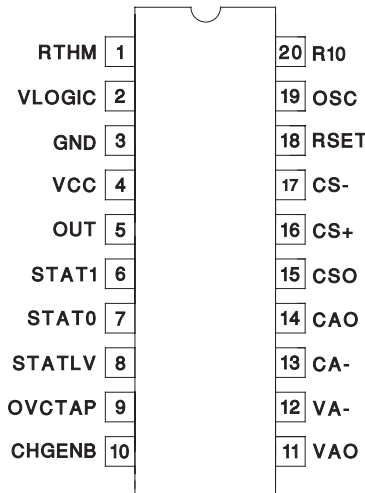 RTHM 1 20 R10
VLOGIC 2 19 OSC
GND 3 18 RSET
VCC 4 17 CS-
OUT 5 16 CS+
STAT1 6 15 CSO
STAT0 7 14 CAO
STATLV 8 13 CA-
OVCTAP 9 12 VA-
CHGENB 10 11 VAO